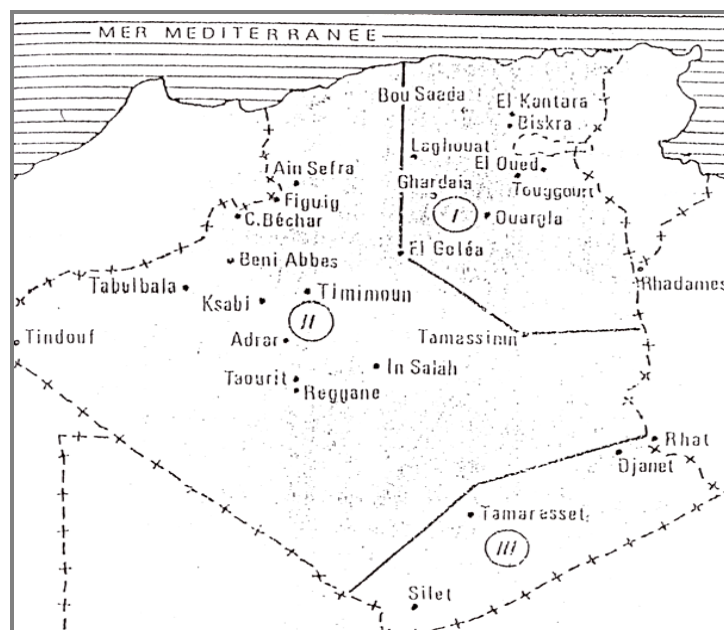 MER MEDITERRANEE
Bou Saada
El Kantara
Biskra
Laghouat
El Oued
Ain Sefra
Ghardaia
Touggourt
Figuig
I
Ouargla
C.Béchar
El Goléa
Beni Abbes
Rhadames
Tabulbala
Timimoun
Ksabi
II
Tindouf
Adrar
Tamassinin
In Salah
Taourit
Reggane
Rhat
Djanet
Tamarasset
III
Silet